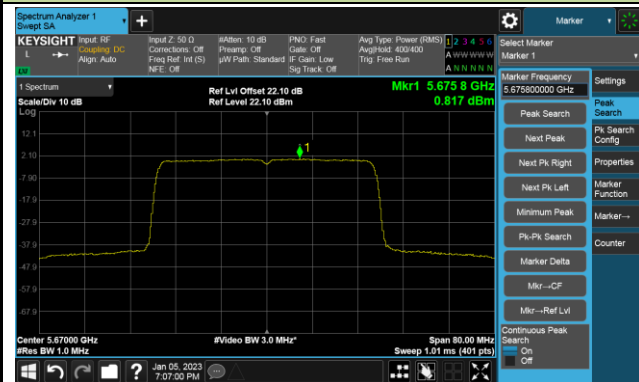 Spectrum Analyzer 1
Swept SA
Marker
KEYSIGHT
L
LXI
Input: RF
Coupling: DC
Align: Auto
Input Z: 50 Ω
Corrections: Off
Freq Ref: Int (S)
NFE: Off
#Atten: 10 dB
Preamp: Off
µW Path: Standard
PNO: Fast
Gate: Off
IF Gain: Low
Sig Track: Off
Avg Type: Power (RMS)
Avg|Hold: 400/400
Trig: Free Run
1 2 3 4 5 6
A W W W W W
A N N N N N
Select Marker
Marker 1
1 Spectrum
Scale/Div 10 dB
Log
Ref Lvl Offset 22.10 dB
Ref Level 22.10 dBm
Mkr1 5.675 8 GHz
0.817 dBm
12.1
2.10
-7.90
-17.9
-27.9
-37.9
-47.9
-57.9
-67.9
1
Center 5.67000 GHz
#Res BW 1.0 MHz
#Video BW 3.0 MHz*
Span 80.00 MHz
Sweep 1.01 ms (401 pts)
Marker Frequency
5.675800000 GHz
Peak Search
Next Peak
Next Pk Right
Next Pk Left
Minimum Peak
Pk-Pk Search
Marker Delta
Mkr→CF
Mkr→Ref Lvl
Continuous Peak
Search
On
Off
Settings
Peak
Search
Pk Search
Config
Properties
Marker
Function
Marker→
Counter
Jan 05, 2023
7:07:00 PM